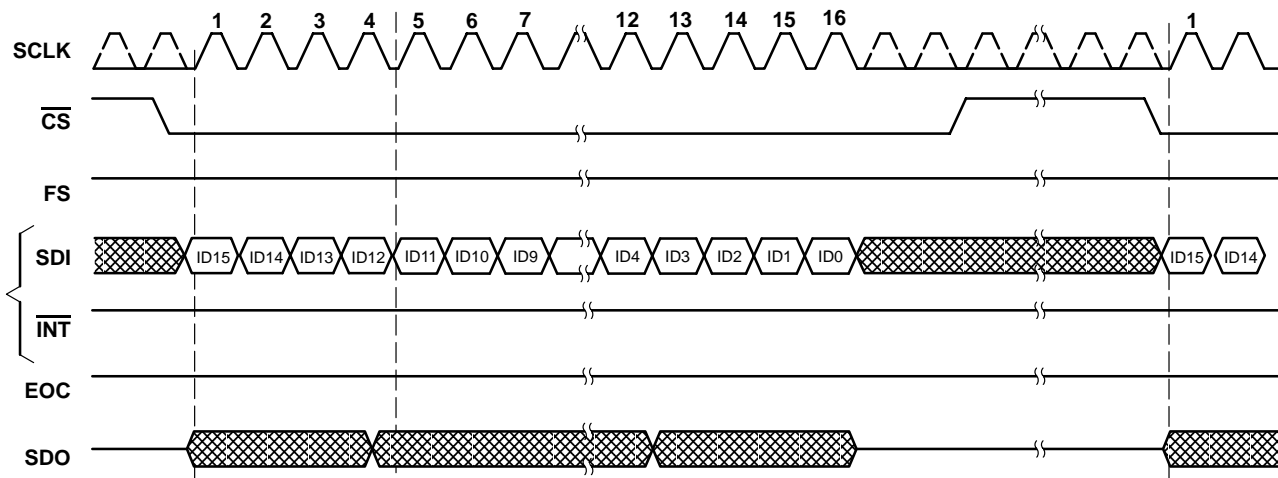 1 2 3 4 5 6 7 12 13 14 15 16 1
SCLK
CS
FS
SDI ID15 ID14 ID13 ID12 ID11 ID10 ID9 ID4 ID3 ID2 ID1 ID0 ID15 ID14
INT
EOC
SDO